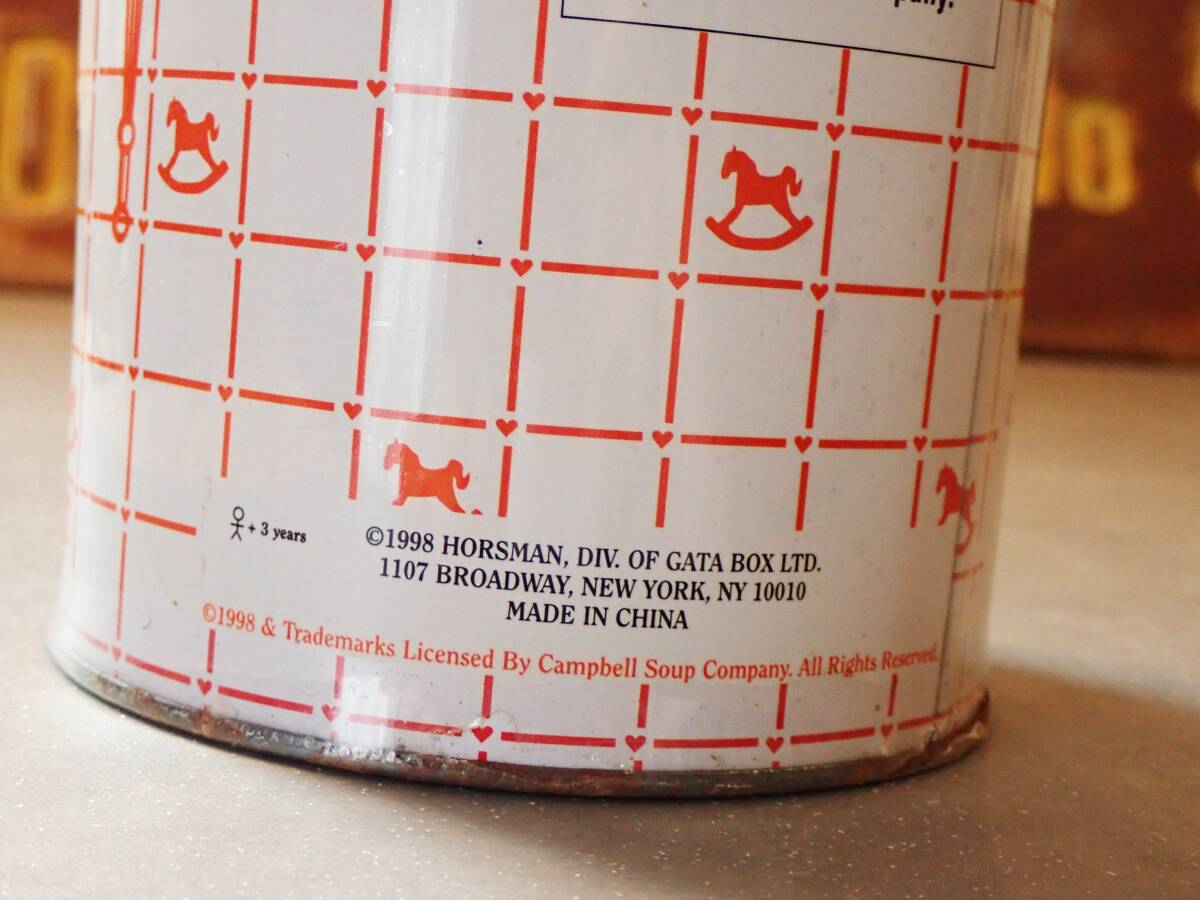 + 3 years
©1998 HORSMAN, DIV. OF GATA BOX LTD.
1107 BROADWAY, NEW YORK, NY 10010
MADE IN CHINA
©1998 & Trademarks Licensed By Campbell Soup Company. All Rights Reserved.